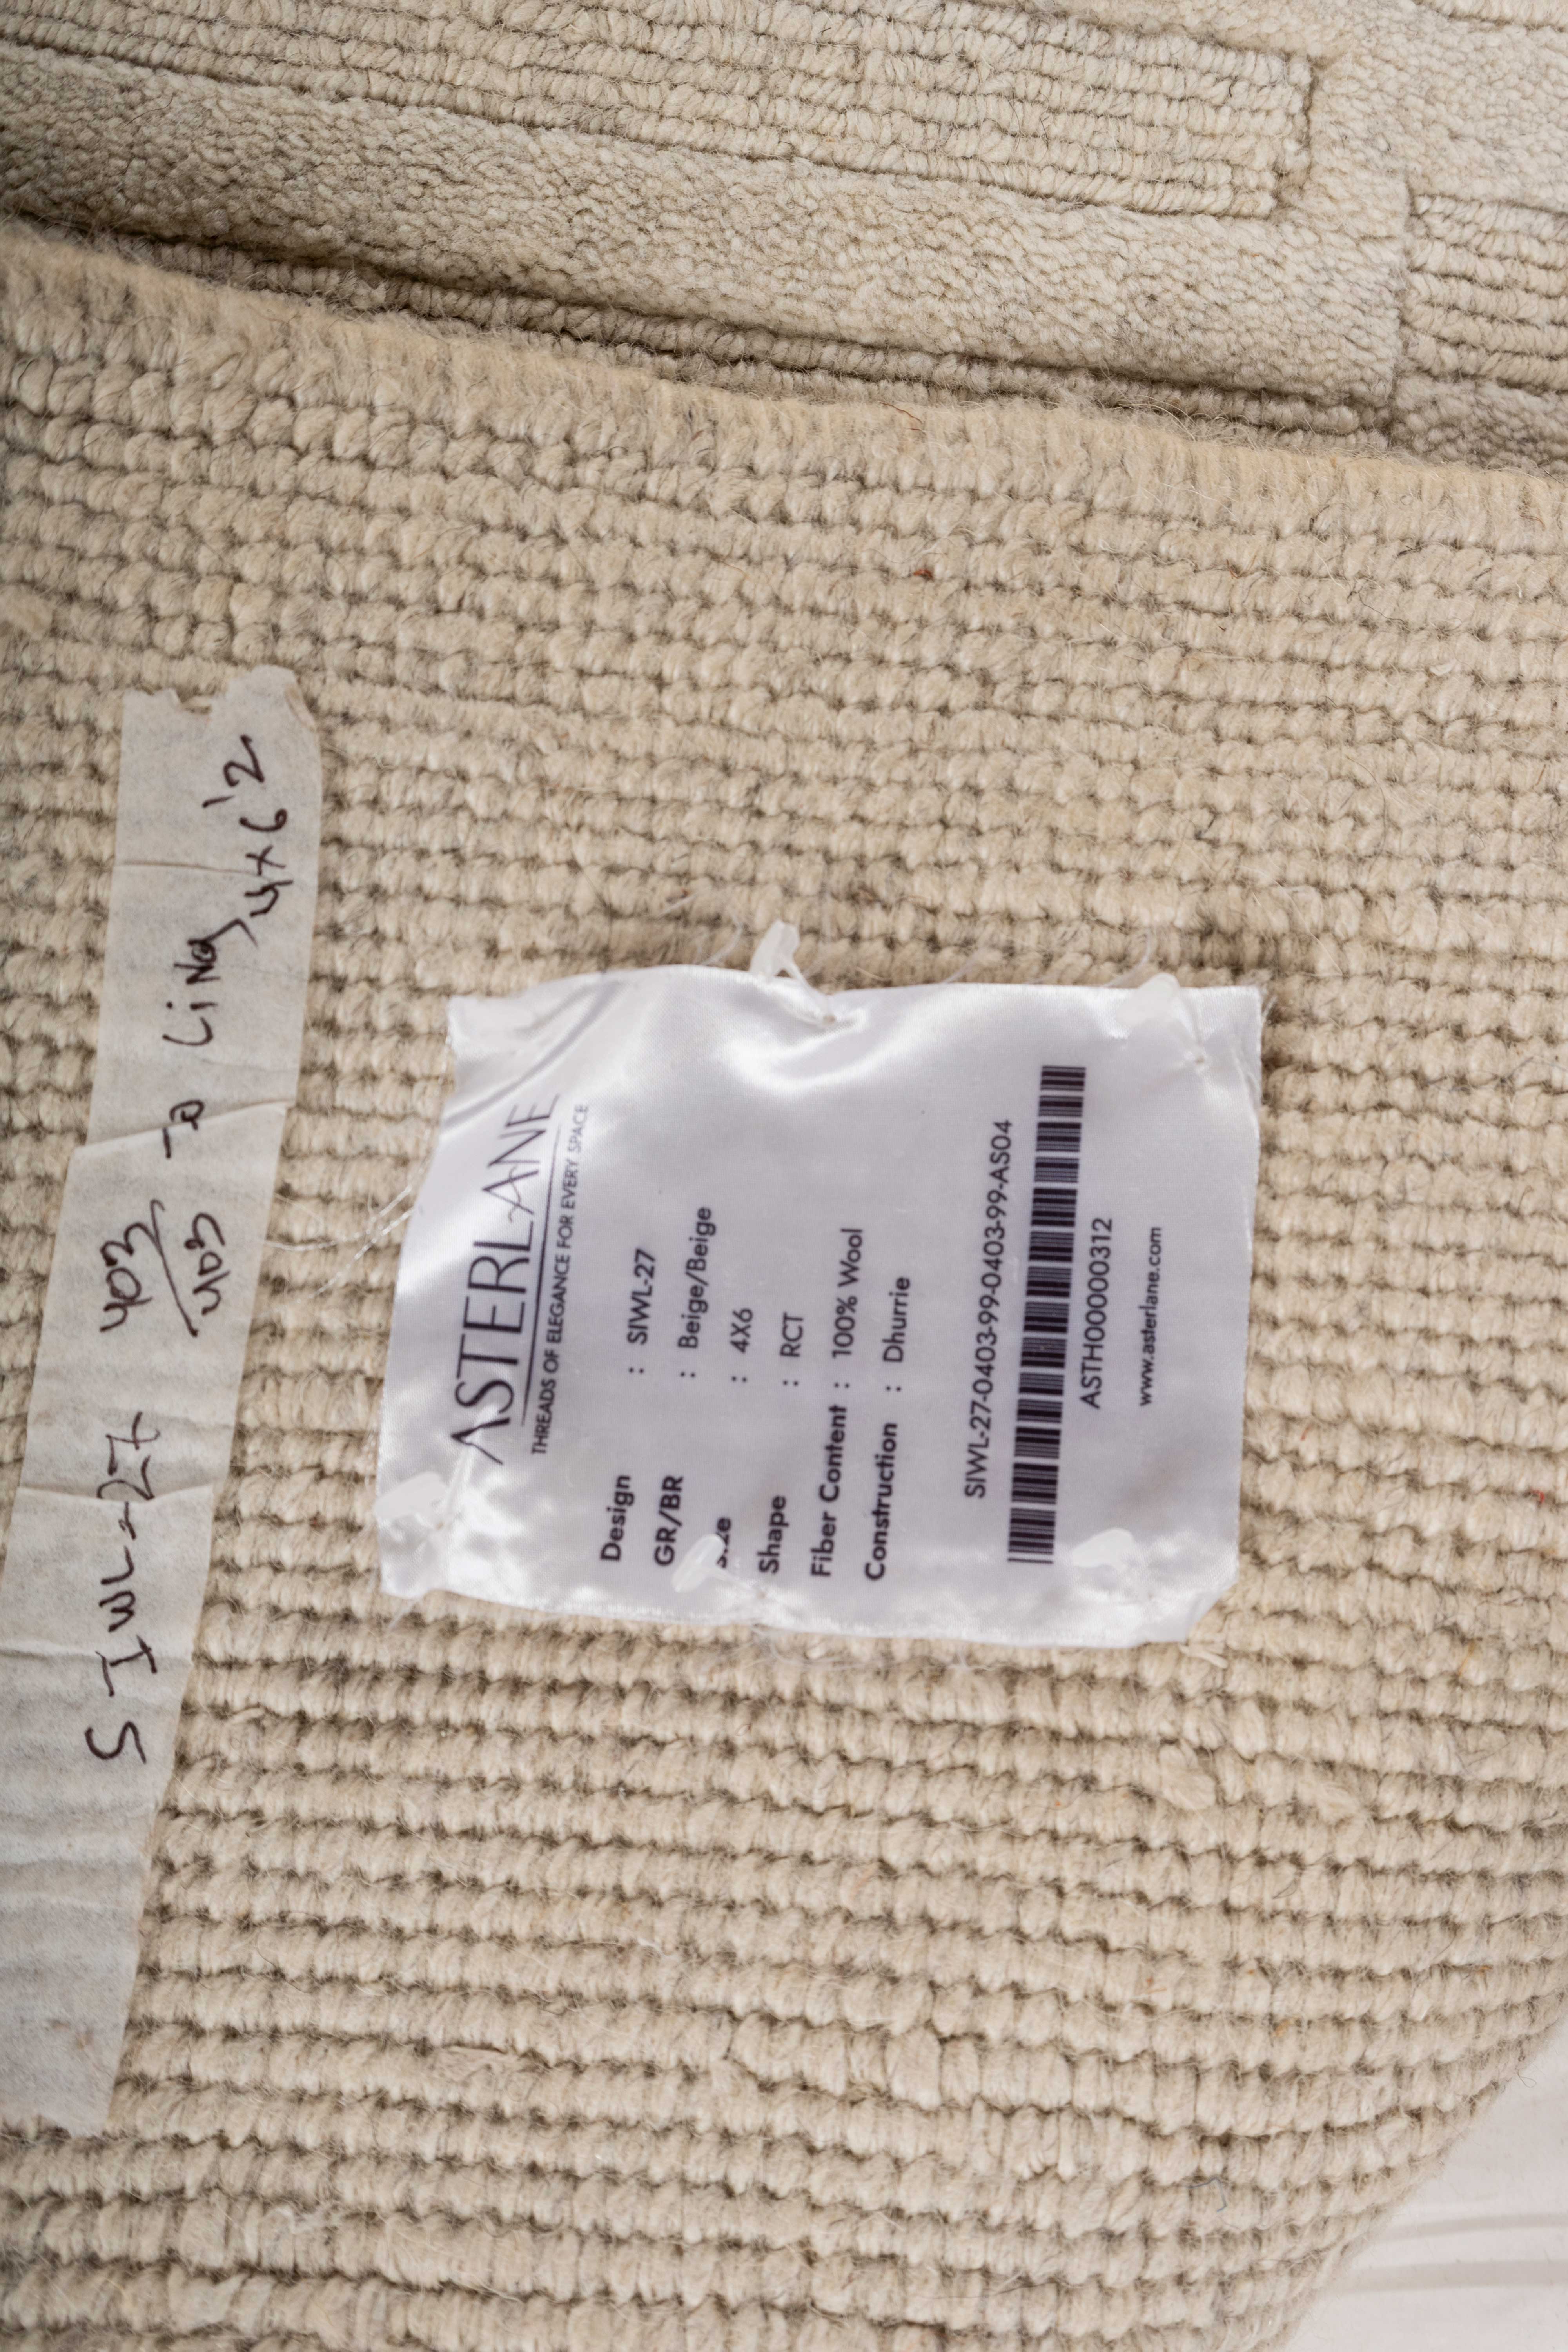 SIWL-27 403/403
4x6'2
ASTERLANE
THREADS OF ELEGANCE FOR EVERY SPACE
Design : SIWL-27
GR/BR : Beige/Beige
Size : 4X6
Shape : RCT
Fiber Content : 100% Wool
Construction : Dhurrie
SIWL-27-0403-99-0403-99-AS04
ASTH00000312
www.asterlane.com